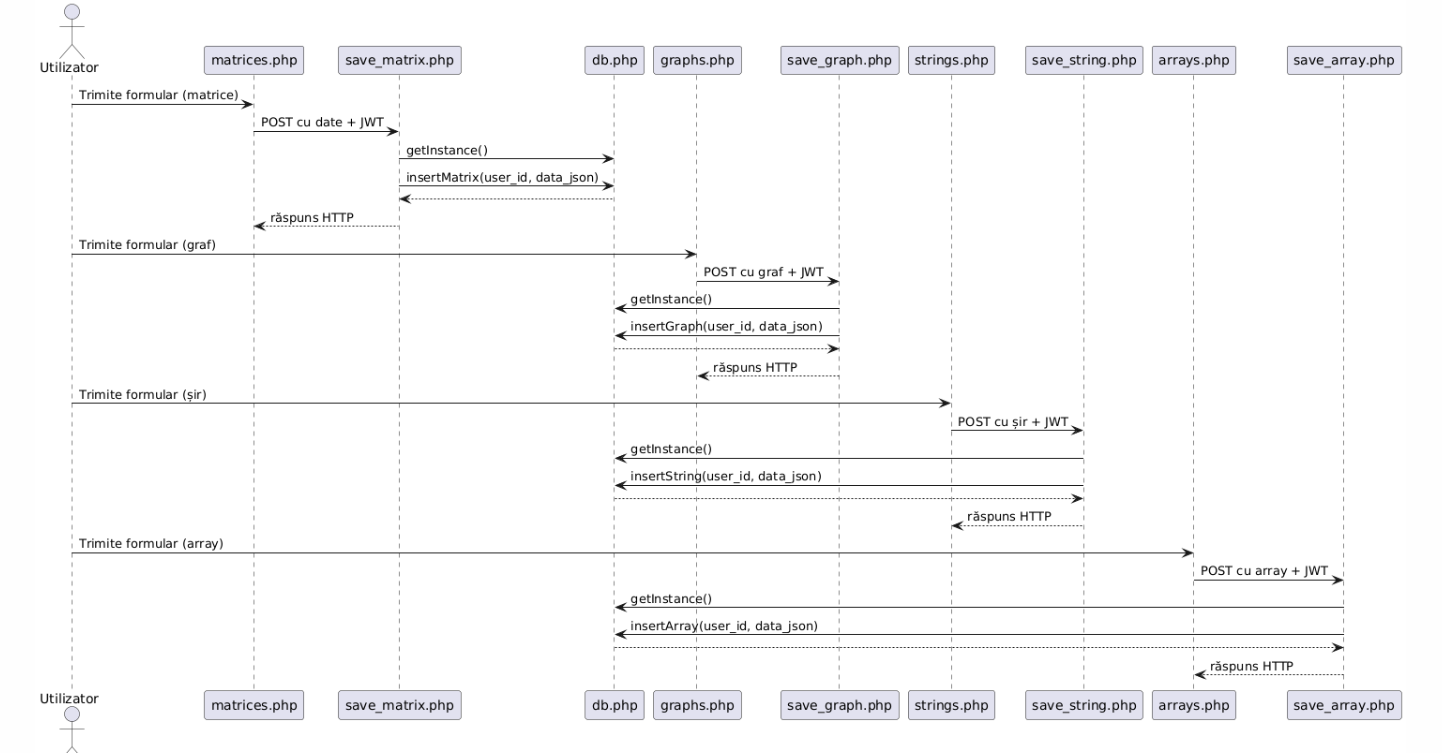 Utilizator
matrices.php
save_matrix.php
db.php
graphs.php
save_graph.php
strings.php
save_string.php
arrays.php
save_array.php
Trimite formular (matrice)
POST cu date + JWT
getInstance()
insertMatrix(user_id, data_json)
răspuns HTTP
Trimite formular (graf)
POST cu graf + JWT
getInstance()
insertGraph(user_id, data_json)
răspuns HTTP
Trimite formular (șir)
POST cu șir + JWT
getInstance()
insertString(user_id, data_json)
răspuns HTTP
Trimite formular (array)
POST cu array + JWT
getInstance()
insertArray(user_id, data_json)
răspuns HTTP
Utilizator
matrices.php
save_matrix.php
db.php
graphs.php
save_graph.php
strings.php
save_string.php
arrays.php
save_array.php